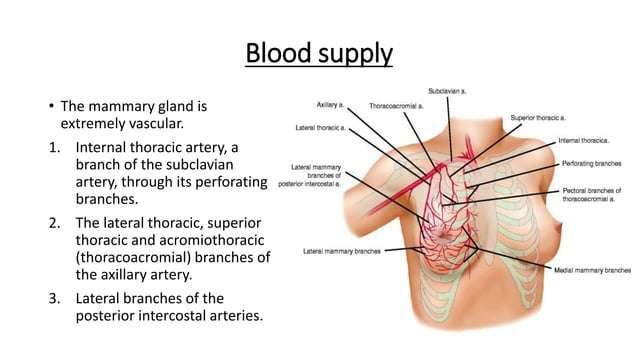 Blood supply
• The mammary gland is
extremely vascular.
1. Internal thoracic artery, a
branch of the subclavian
artery, through its perforating
branches.
2. The lateral thoracic, superior
thoracic and acromiothoracic
(thoracoacromial) branches of
the axillary artery.
3. Lateral branches of the
posterior intercostal arteries.
Subclavian a.
Axillary a.
Thoracoacromial a.
Superior thoracic a.
Lateral thoracic a.
Internal thoracica.
Perforating branches
Lateral mammary
branches of
posterior intercostal a.
Pectoral branches of
thoracoacromial a.
Lateral mammary branches
Medial mammary branches